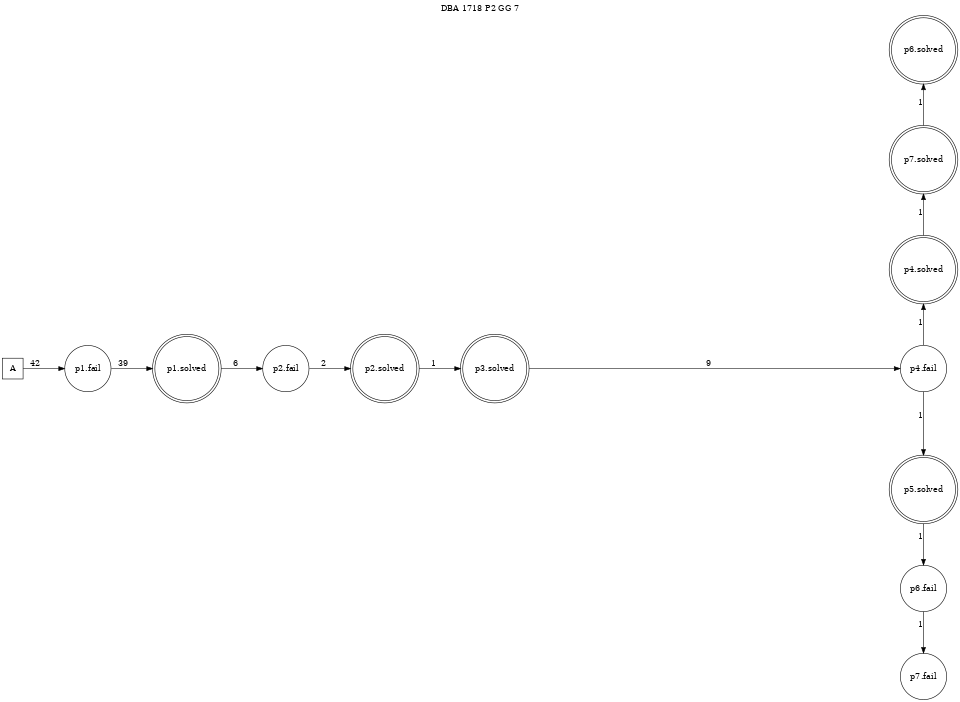 DBA 1718 P2 GG 7
p6.solved
1
p7.solved
1
p4.solved
1
A
42
p1.fail
39
p1.solved
6
p2.fail
2
p2.solved
1
p3.solved
9
p4.fail
1
p5.solved
1
p6.fail
1
p7.fail